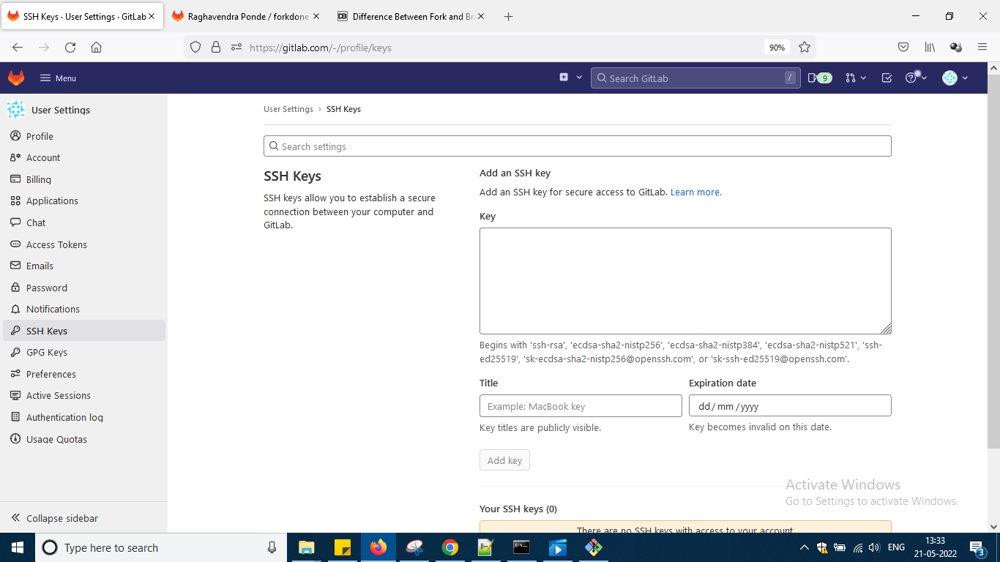 SSH Keys · User Settings · GitLab
Raghavendra Ponde / forkdone
Difference Between Fork and Bra
https://gitlab.com/-/profile/keys
90%
Menu
Search GitLab
/
9
User Settings
Profile
Account
Billing
Applications
Chat
Access Tokens
Emails
Password
Notifications
SSH Keys
GPG Keys
Preferences
Active Sessions
Authentication log
Usage Quotas
Collapse sidebar
User Settings › SSH Keys
Search settings
SSH Keys
SSH keys allow you to establish a secure
connection between your computer and
GitLab.
Add an SSH key
Add an SSH key for secure access to GitLab. Learn more.
Key
Begins with 'ssh-rsa', 'ecdsa-sha2-nistp256', 'ecdsa-sha2-nistp384', 'ecdsa-sha2-nistp521', 'ssh-
ed25519', 'sk-ecdsa-sha2-nistp256@openssh.com', or 'sk-ssh-ed25519@openssh.com'.
Title
Example: MacBook key
Key titles are publicly visible.
Expiration date
dd / mm / yyyy
Key becomes invalid on this date.
Add key
Your SSH keys (0)
There are no SSH keys with access to your account.
Activate Windows
Go to Settings to activate Windows.
Type here to search
ENG
13:33
21-05-2022
3